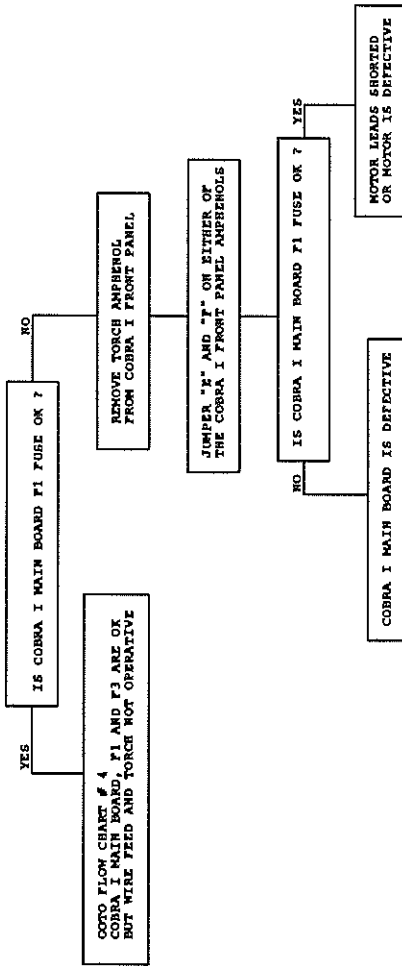 IS COBRA I MAIN BOARD F1 FUSE OK ?
YES
NO
GOTO FLOW CHART # 4
COBRA I MAIN BOARD, F1 AND F3 ARE OK
BUT WIRE FEED AND TORCH NOT OPERATIVE
REMOVE TORCH AMPHENOL
FROM COBRA I FRONT PANEL
JUMPER "E" AND "F" ON EITHER OF
THE COBRA I FRONT PANEL AMPHENOLS
IS COBRA I MAIN BOARD F1 FUSE OK ?
NO
YES
COBRA I MAIN BOARD IS DEFECTIVE
MOTOR LEADS SHORTED
OR MOTOR IS DEFECTIVE